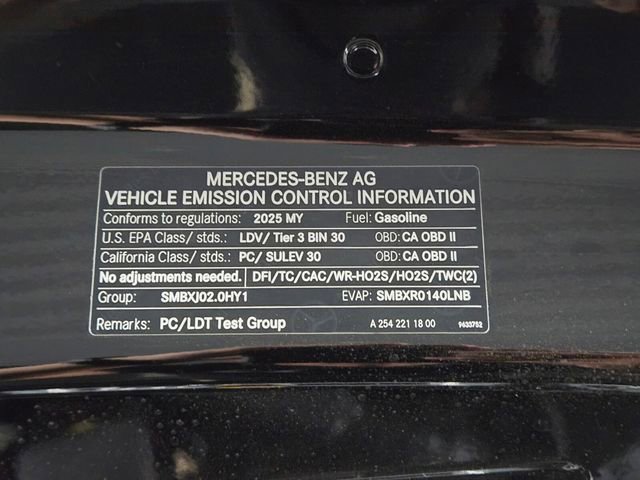 MERCEDES-BENZ AG
VEHICLE EMISSION CONTROL INFORMATION
Conforms to regulations: 2025 MY Fuel: Gasoline
U.S. EPA Class/ stds.: LDV/ Tier 3 BIN 30 OBD: CA OBD II
California Class/ stds.: PC/ SULEV 30 OBD: CA OBD II
No adjustments needed. DFI/TC/CAC/WR-HO2S/HO2S/TWC(2)
Group: SMBXJ02.0HY1 EVAP: SMBXR0140LNB
Remarks: PC/LDT Test Group A 254 221 18 00 9633752